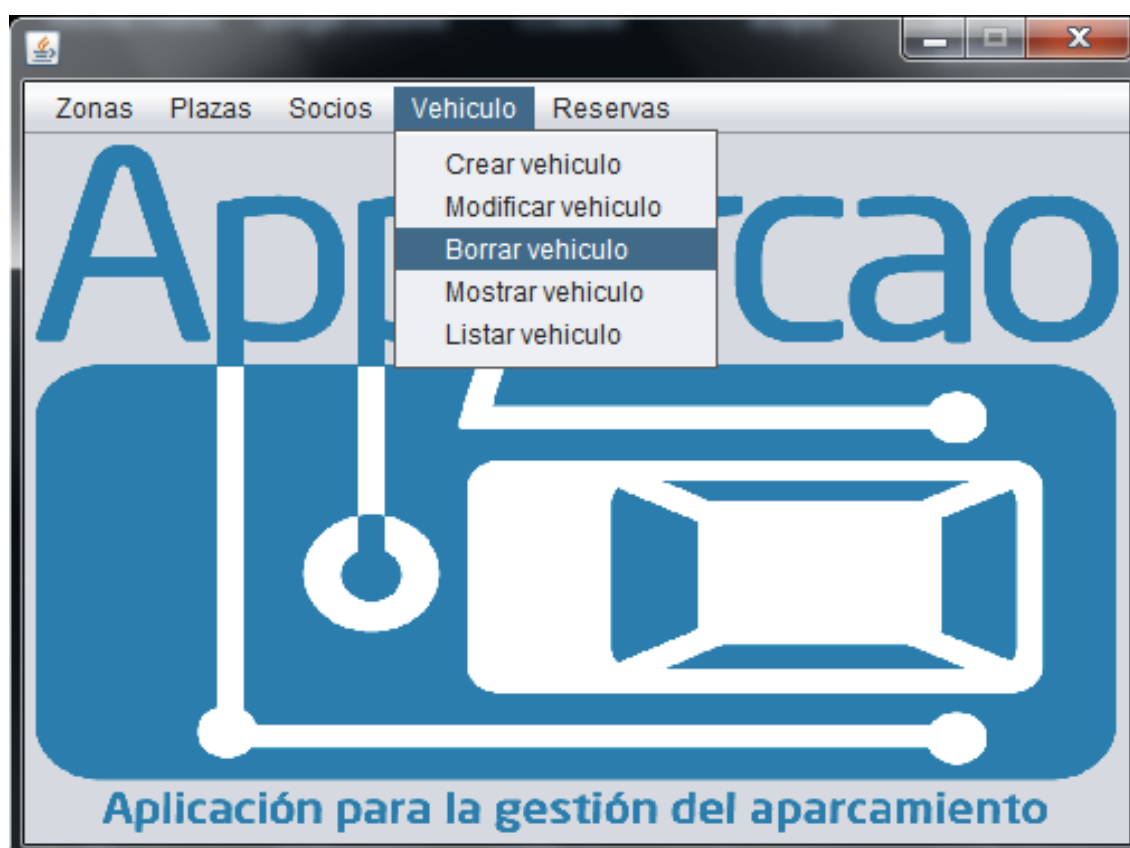 Zonas Plazas Socios Vehiculo Reservas
Crear vehiculo
Modificar vehiculo
Borrar vehiculo
Mostrar vehiculo
Listar vehiculo
Aplicación para la gestión del aparcamiento